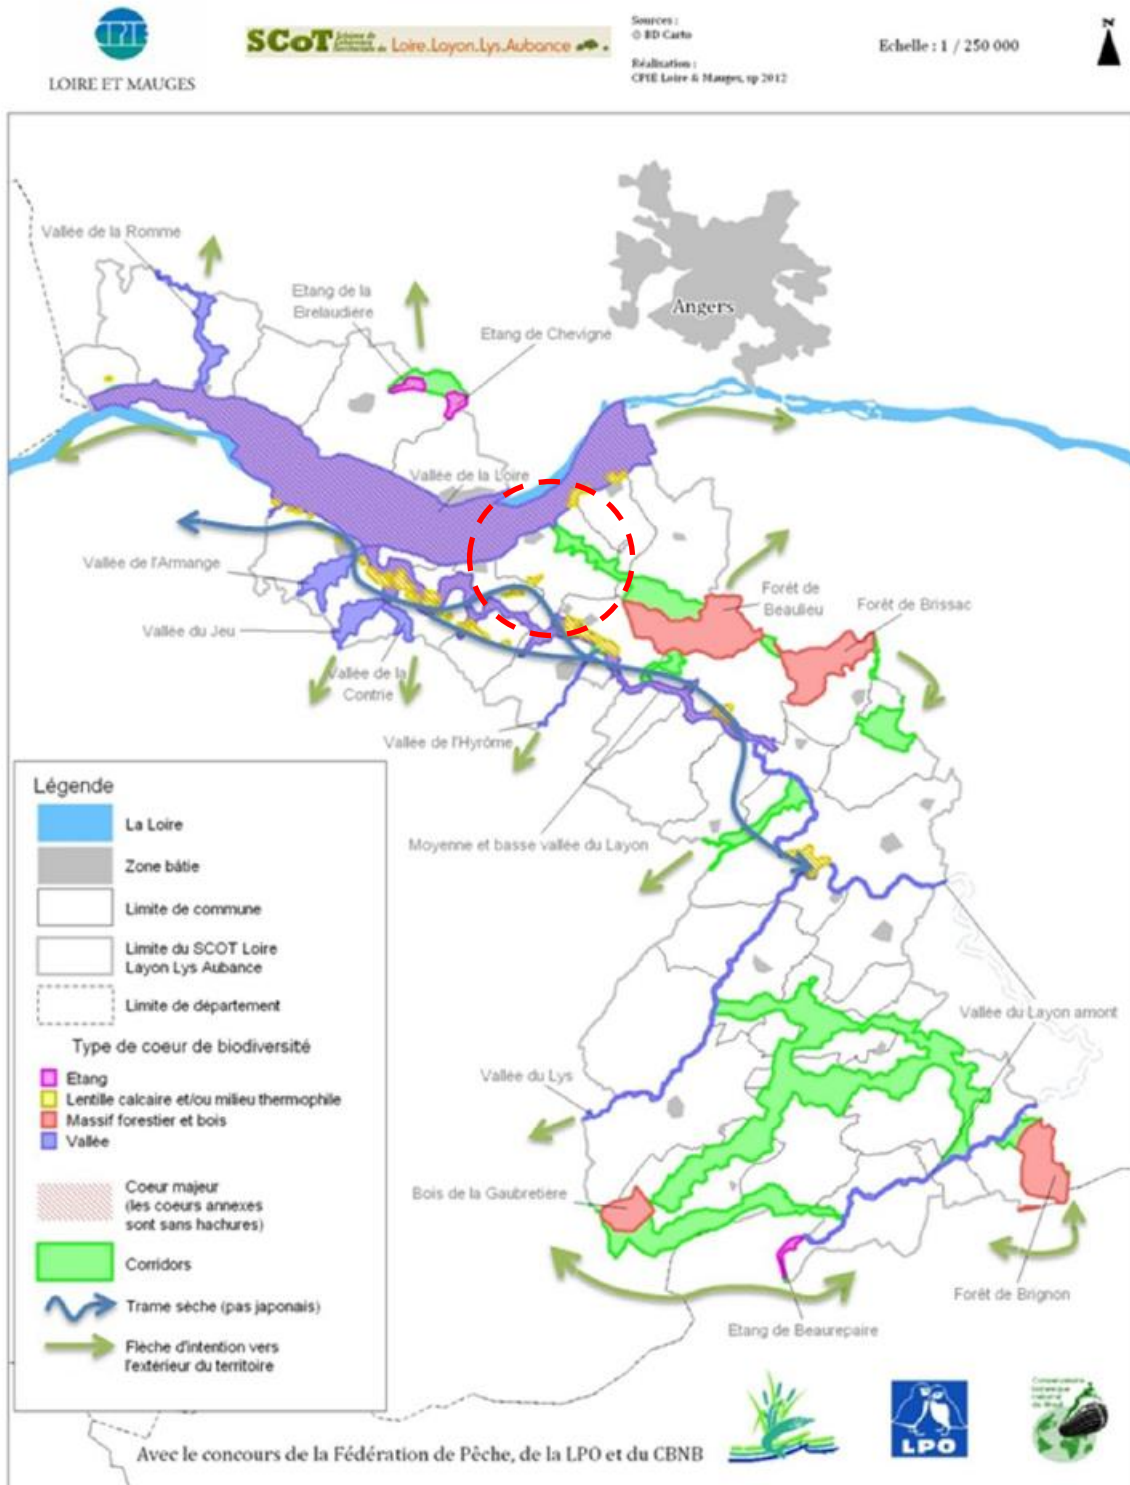 CPIE
LOIRE ET MAUGES
SCoT
Loire.Layon.Lys.Aubance
Sources :
© BD Carto
Réalisation :
CPIE Loire & Mauges, sp 2012
Echelle : 1 / 250 000
N
Vallée de la Romme
Etang de la
Brelaudière
Etang de Chevigné
Angers
Vallée de la Loire
Vallée de l'Armange
Vallée du Jeu
Vallée de la
Contrie
Forêt de
Beaulieu
Forêt de Brissac
Vallée de l'Hyrôme
Moyenne et basse vallée du Layon
Vallée du Layon amont
Vallée du Lys
Bois de la Gaubretière
Forêt de Brignon
Etang de Beaurepaire
Légende
La Loire
Zone bâtie
Limite de commune
Limite du SCOT Loire
Layon Lys Aubance
Limite de département
Type de coeur de biodiversité
Etang
Lentille calcaire et/ou milieu thermophile
Massif forestier et bois
Vallée
Coeur majeur
(les coeurs annexes
sont sans hachures)
Corridors
Trame sèche (pas japonais)
Flèche d'intention vers
l'extérieur du territoire
Avec le concours de la Fédération de Pêche, de la LPO et du CBNB
LPO